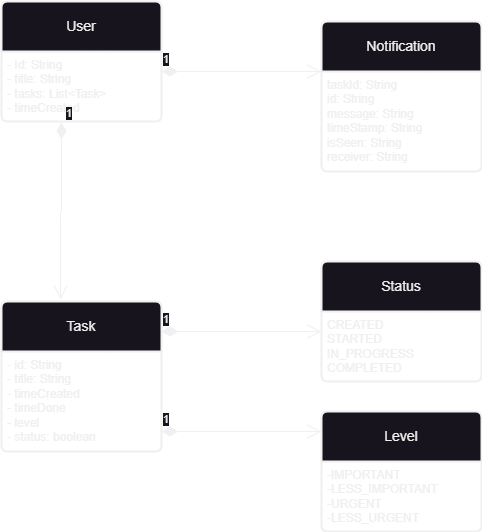 User
- Id: String
- title: String
- tasks: List<Task>
- timeCreated
1
1
Notification
taskId: String
id: String
message: String
timeStamp: String
isSeen: String
receiver: String
Task
- id: String
- title: String
- timeCreated
- timeDone
- level
- status: boolean
1
1
Status
CREATED
STARTED
IN_PROGRESS
COMPLETED
Level
-IMPORTANT
-LESS_IMPORTANT
-URGENT
-LESS_URGENT